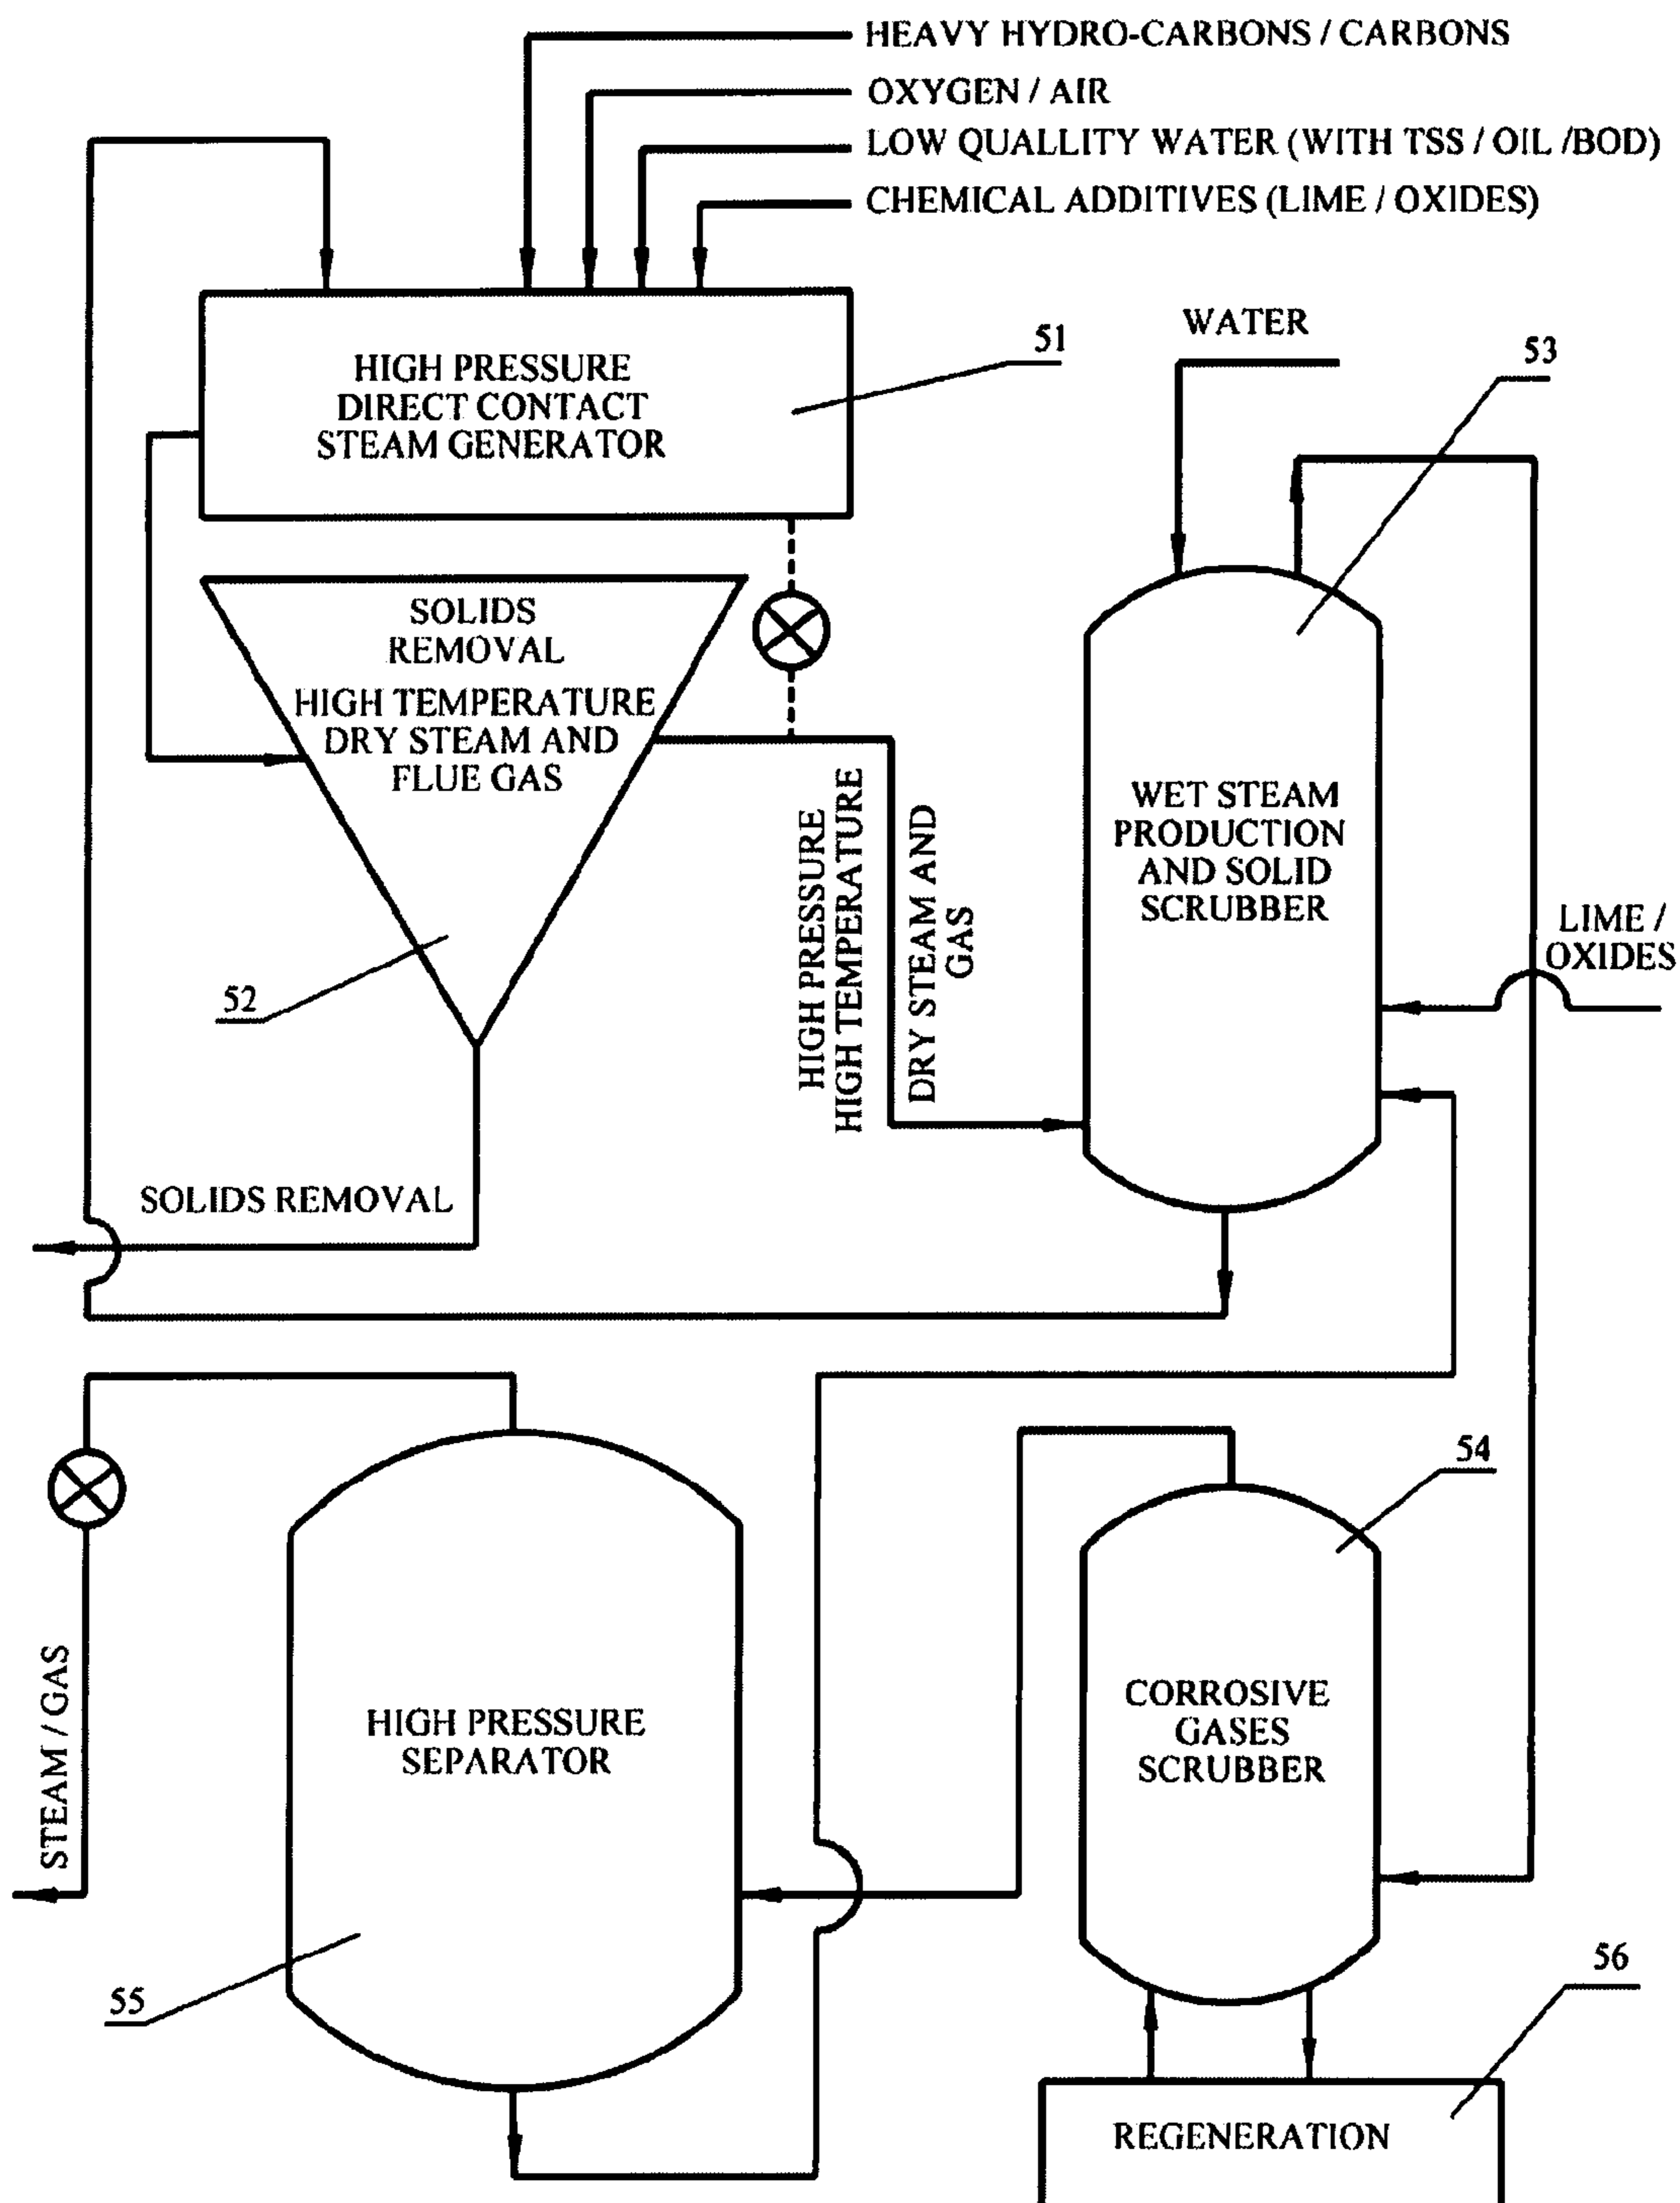 HEAVY HYDRO-CARBONS / CARBONS
OXYGEN / AIR
LOW QUALLITY WATER (WITH TSS / OIL /BOD)
CHEMICAL ADDITIVES (LIME / OXIDES)
HIGH PRESSURE
DIRECT CONTACT
STEAM GENERATOR
51
WATER
53
SOLIDS
REMOVAL
HIGH TEMPERATURE
DRY STEAM AND
FLUE GAS
52
HIGH PRESSURE
HIGH TEMPERATURE
DRY STEAM AND
GAS
WET STEAM
PRODUCTION
AND SOLID
SCRUBBER
LIME /
OXIDES
SOLIDS REMOVAL
STEAM / GAS
HIGH PRESSURE
SEPARATOR
55
54
CORROSIVE
GASES
SCRUBBER
56
REGENERATION